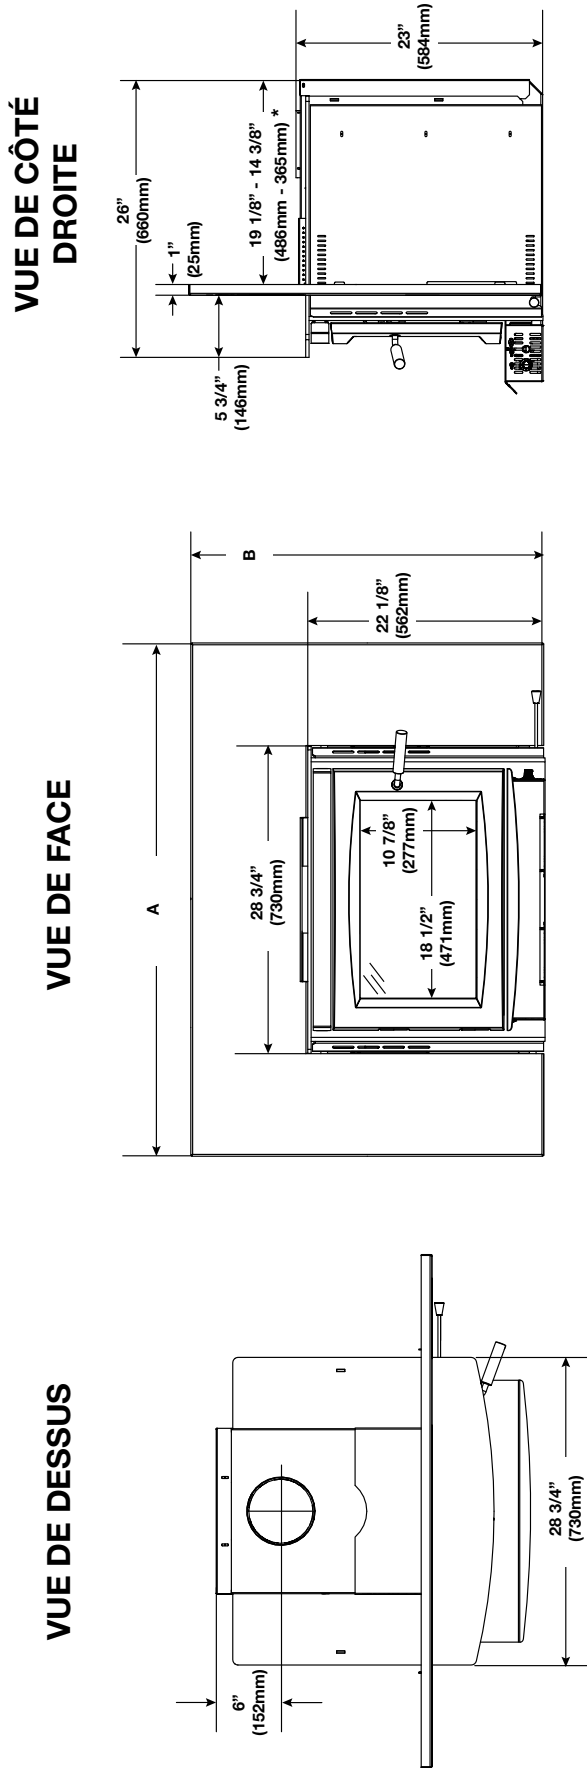 VUE DE DESSUS
6”
(152mm)
28 3/4”
(730mm)
VUE DE FACE
A
B
28 3/4”
(730mm)
22 1/8”
(562mm)
10 7/8”
(277mm)
18 1/2”
(471mm)
VUE DE CÔTÉ
DROITE
26”
(660mm)
1”
(25mm)
5 3/4”
(146mm)
19 1/8” - 14 3/8”
(486mm - 365mm) *
23”
(584mm)